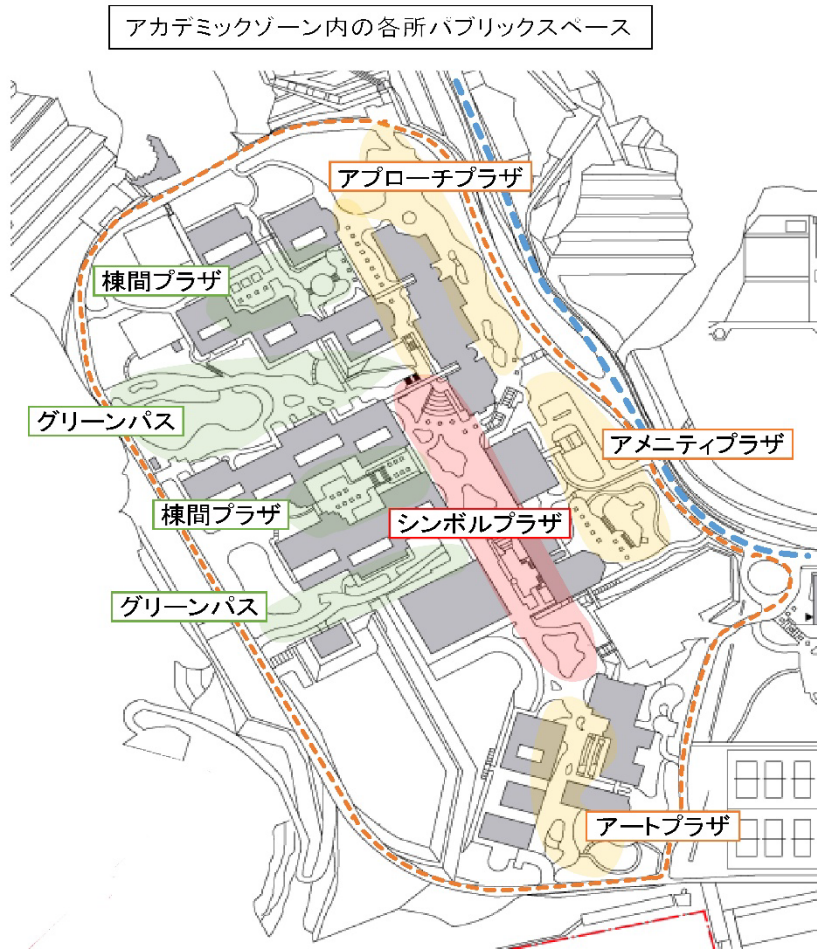 アカデミックゾーン内の各所パブリックスペース
アプローチプラザ
棟間プラザ
グリーンパス
アメニティプラザ
棟間プラザ
シンボルプラザ
グリーンパス
アートプラザ